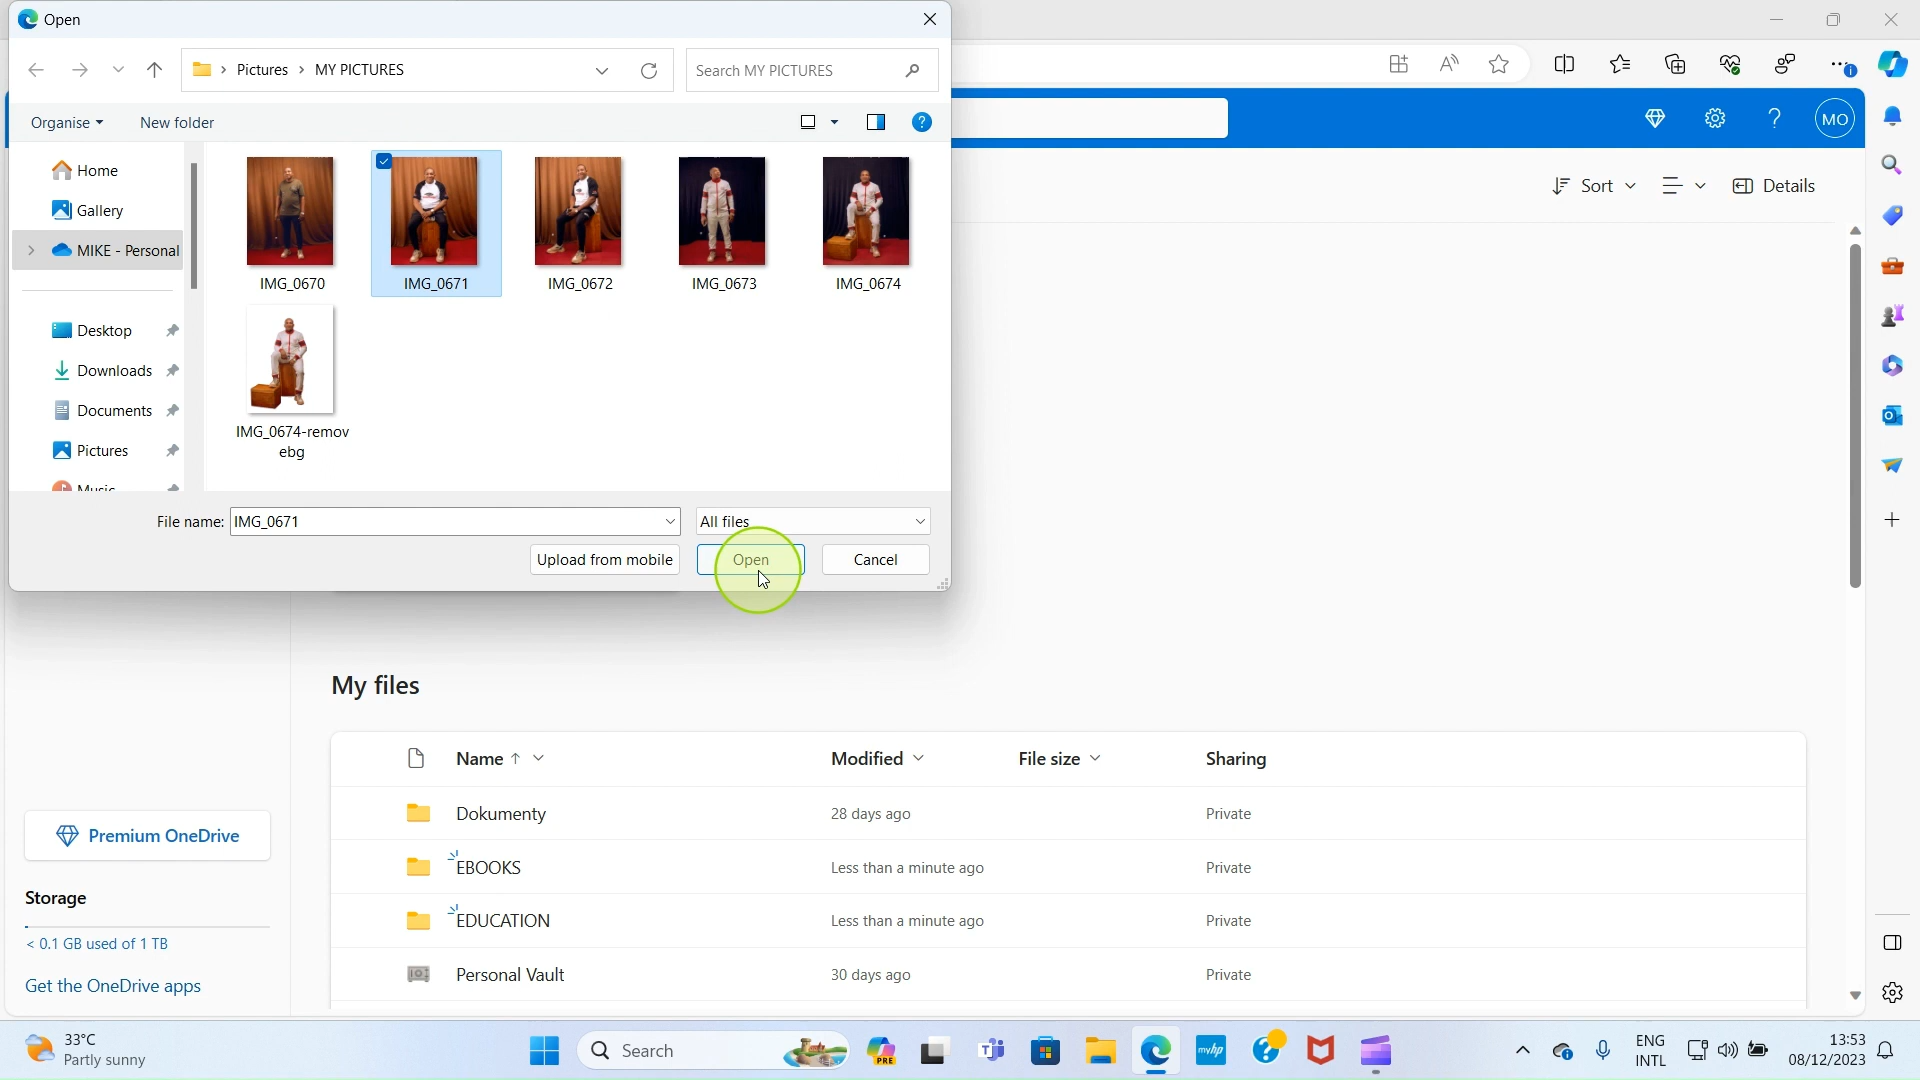 Open
Pictures > MY PICTURES
Search MY PICTURES
Organise
New folder
Home
Gallery
MIKE - Personal
Desktop
Downloads
Documents
Pictures
Music
IMG_0670
IMG_0671
IMG_0672
IMG_0673
IMG_0674
IMG_0674-remov
ebg
File name:
IMG_0671
All files
Upload from mobile
Open
Cancel
MO
Sort
Details
My files
Name
Modified
File size
Sharing
Dokumenty
28 days ago
Private
EBOOKS
Less than a minute ago
Private
EDUCATION
Less than a minute ago
Private
Personal Vault
30 days ago
Private
Premium OneDrive
Storage
< 0.1 GB used of 1 TB
Get the OneDrive apps
33°C
Partly sunny
Search
PRE
myhp
ENG
INTL
13:53
08/12/2023